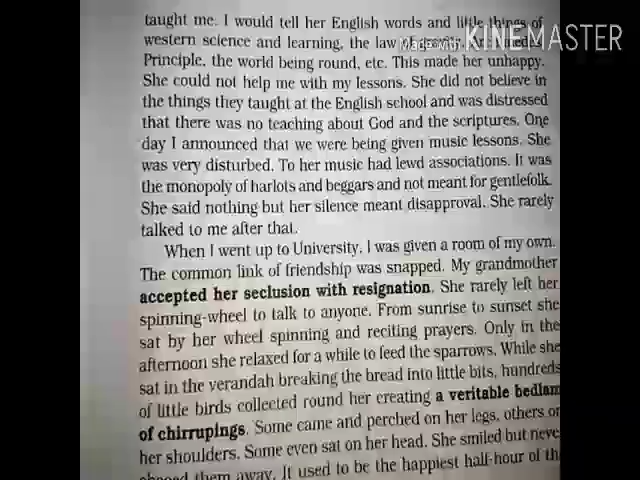 KINEMASTER
taught me. I would tell her English words and little things of
western science and learning, the law
Principle, the world being round, etc. This made her unhappy.
She could not help me with my lessons. She did not believe in
the things they taught at the English school and was distressed
that there was no teaching about God and the scriptures. One
day I announced that we were being given music lessons. She
was very disturbed. To her music had lewd associations. It was
the monopoly of harlots and beggars and not meant for gentlefolk.
She said nothing but her silence meant disapproval. She rarely
talked to me after that.
When I went up to University, I was given a room of my own.
The common link of friendship was snapped. My grandmother
accepted her seclusion with resignation. She rarely left her
spinning-wheel to talk to anyone. From sunrise to sunset she
sat by her wheel spinning and reciting prayers. Only in the
afternoon she relaxed for a while to feed the sparrows. While she
sat in the verandah breaking the bread into little bits, hundreds
of little birds collected round her creating a veritable bedlam
of chirrupings. Some came and perched on her legs, others on
her shoulders. Some even sat on her head. She smiled but neve
them away. It used to be the happiest half-hour of th